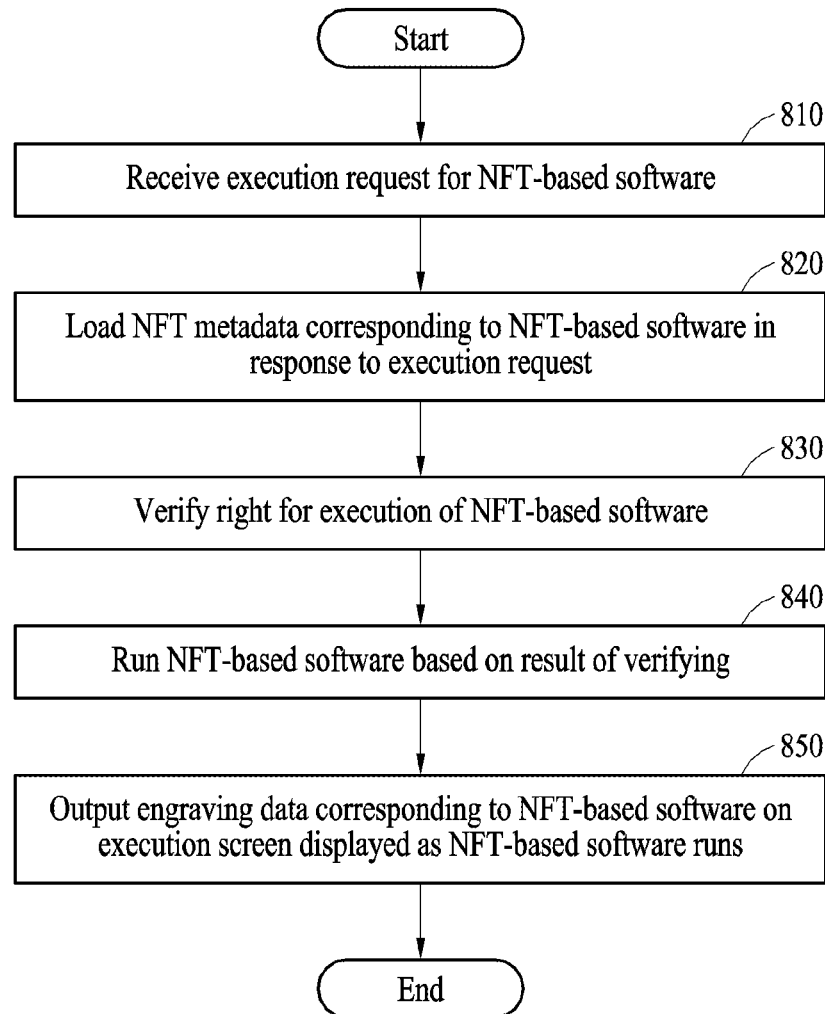 Start
810
Receive execution request for NFT-based software
820
Load NFT metadata corresponding to NFT-based software in
response to execution request
830
Verify right for execution of NFT-based software
840
Run NFT-based software based on result of verifying
850
Output engraving data corresponding to NFT-based software on
execution screen displayed as NFT-based software runs
End